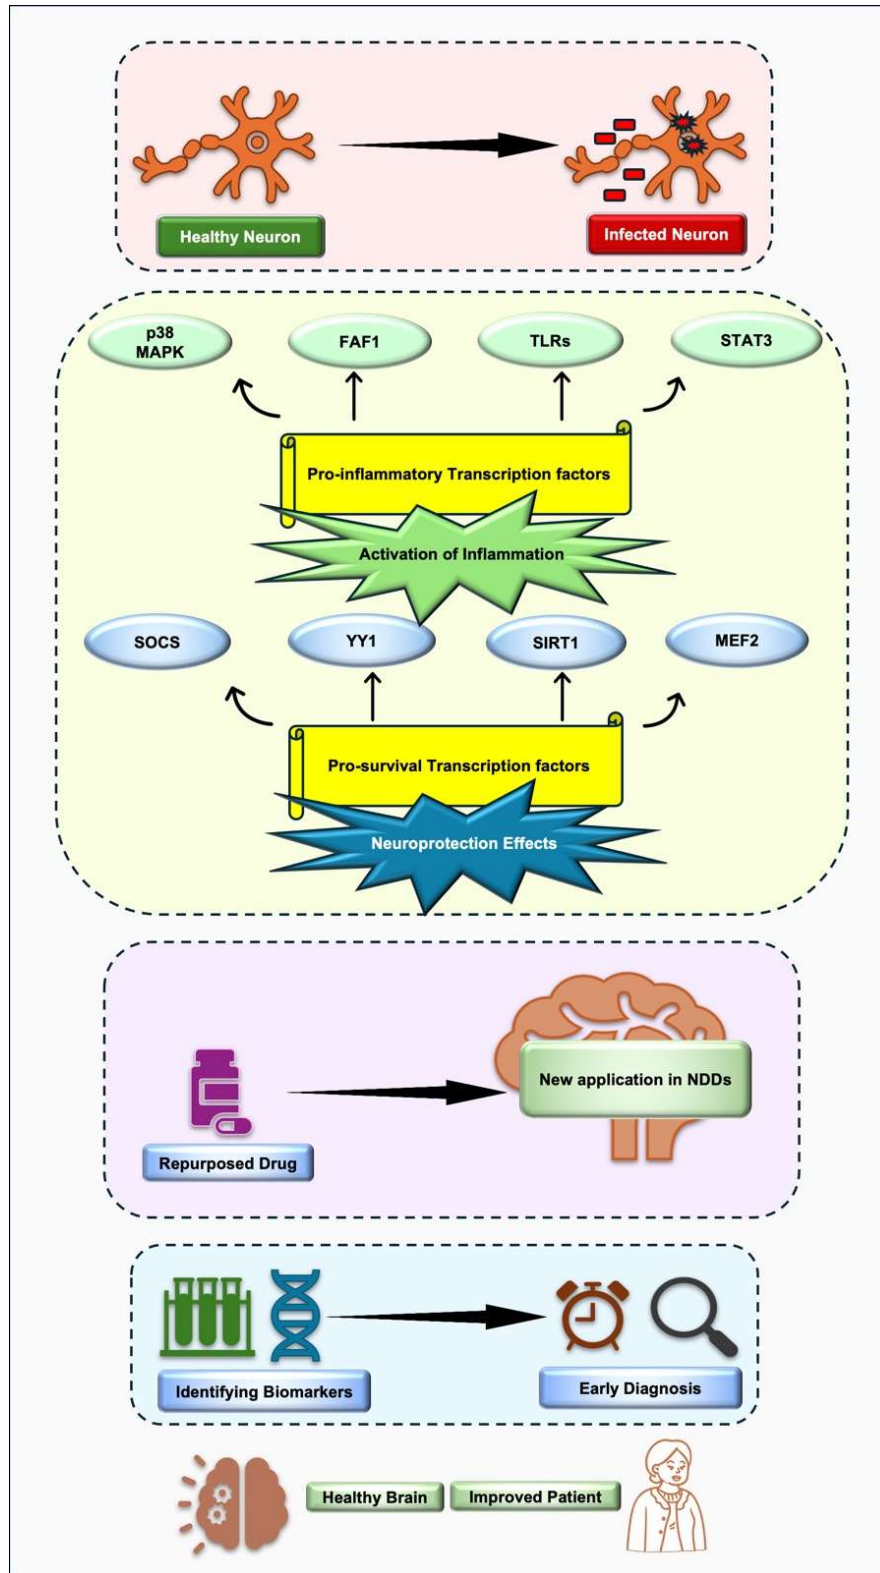 Healthy Neuron
Infected Neuron
p38
MAPK
FAF1
TLRs
STAT3
Pro-inflammatory Transcription factors
Activation of Inflammation
SOCS
YY1
SIRT1
MEF2
Pro-survival Transcription factors
Neuroprotection Effects
New application in NDDs
Repurposed Drug
Identifying Biomarkers
Early Diagnosis
Healthy Brain
Improved Patient